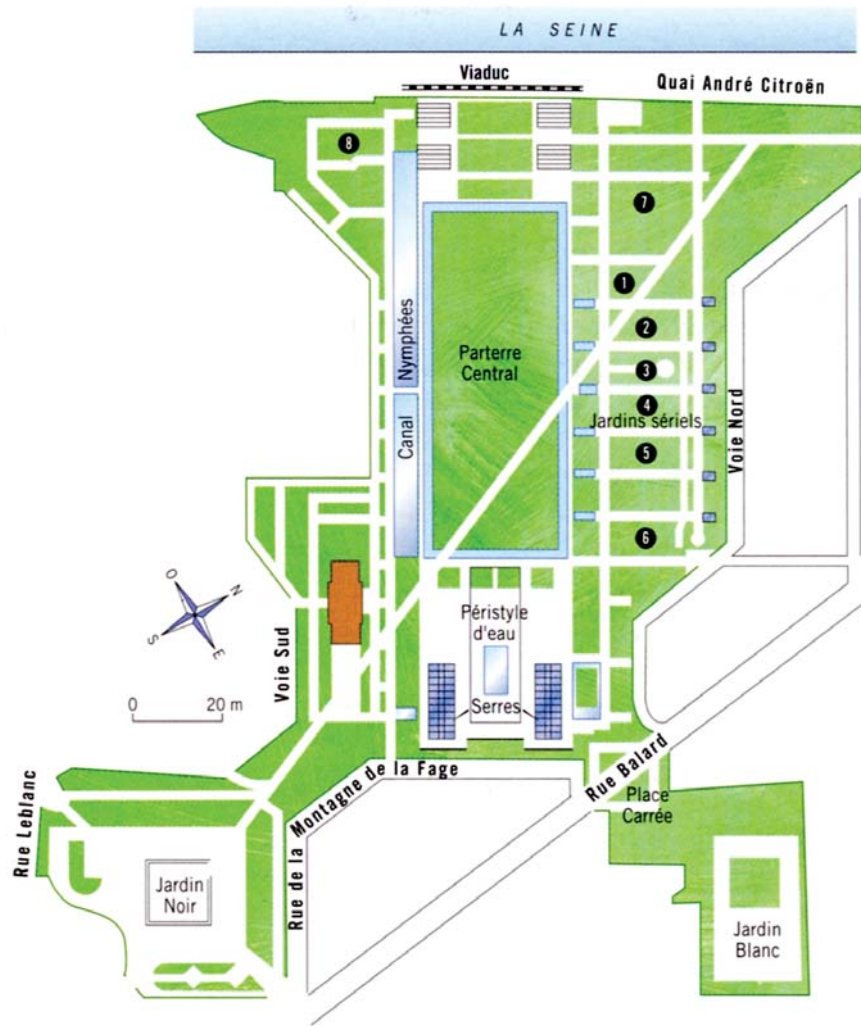 LA SEINE
Viaduc
Quai André Citroën
8
7
1
2
3
4
5
6
Nymphées
Parterre
Central
Jardins sériels
Canal
Voie Nord
O
N
S
E
Péristyle
d'eau
Voie Sud
0 20 m
Serres
Rue Balard
Rue Leblanc
Rue de la Montagne de la Fage
Place
Carrée
Jardin
Noir
Jardin
Blanc